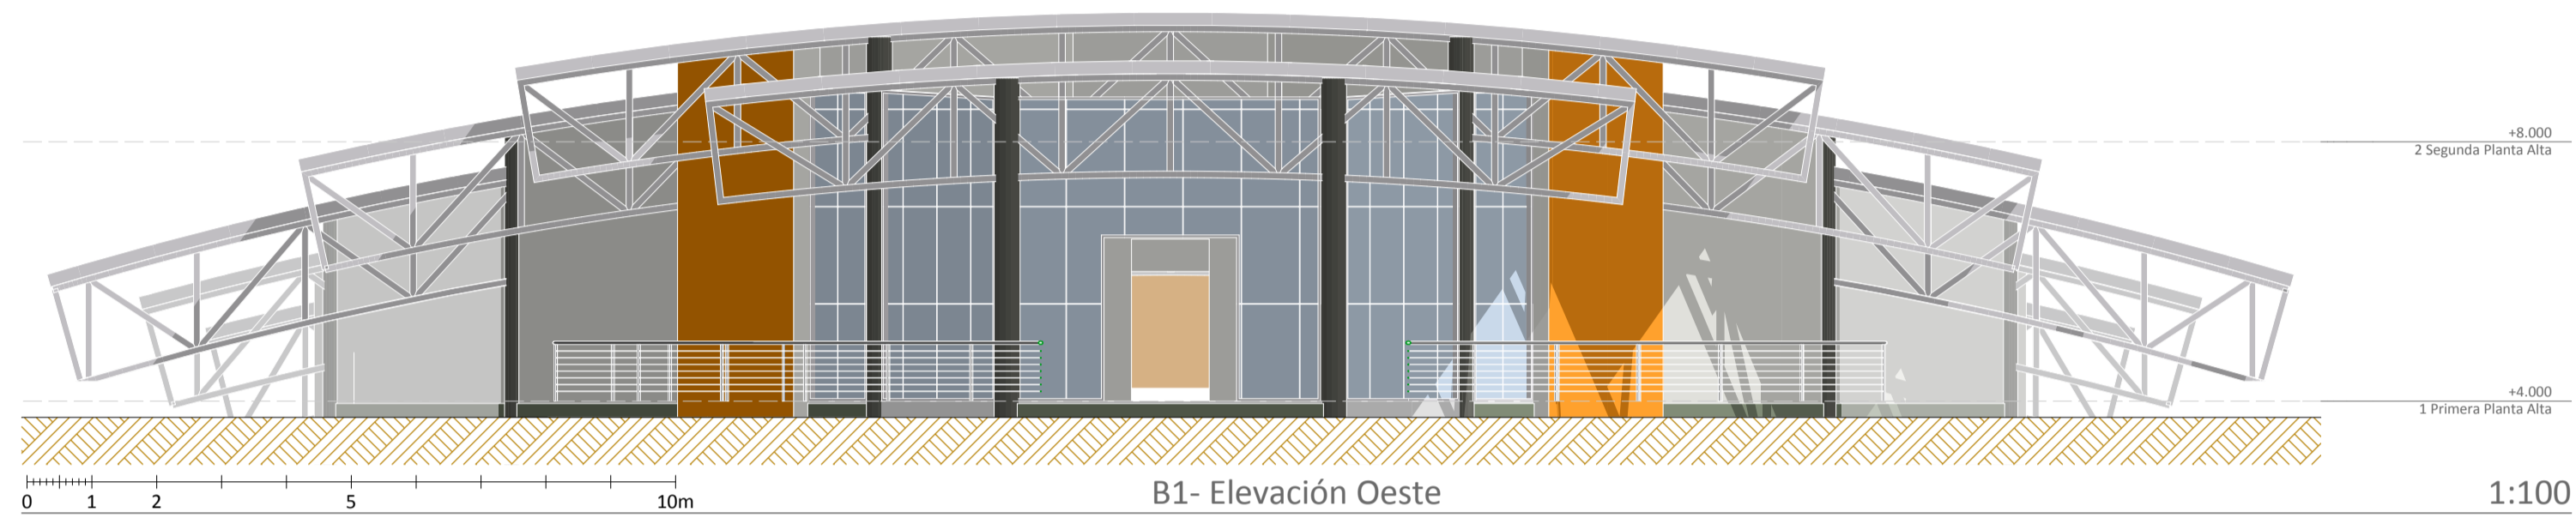 +8.000
2 Segunda Planta Alta
+4.000
1 Primera Planta Alta
0 1 2 5 10m
B1- Elevación Oeste
1:100